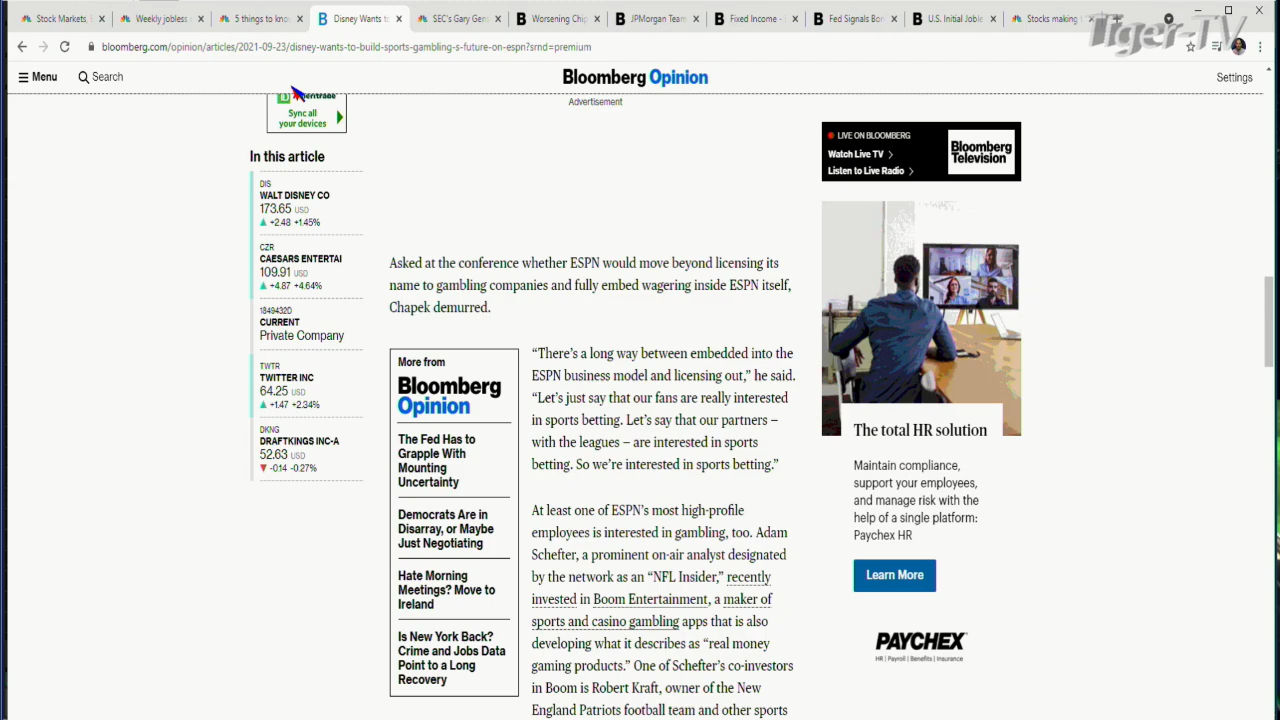 Stock Markets,
Weekly jobless
5 things to kno
Disney Wants to
SEC's Gary Gen
Worsening Chip
JPMorgan Team
Fixed Income -
Fed Signals Bo
U.S. Initial Joble
Stocks making
Tiger-TV
bloomberg.com/opinion/articles/2021-09-23/disney-wants-to-build-sports-gambling-s-future-on-espn?srnd=premium
Menu
Search
Bloomberg Opinion
Settings
Advertisement
Sync all
your devices
In this article
DIS
WALT DISNEY CO
173.65 USD
+2.48 +1.45%
CZR
CAESARS ENTERTAI
109.91 USD
+4.87 +4.64%
1849432D
CURRENT
Private Company
TWTR
TWITTER INC
64.25 USD
+1.47 +2.34%
DKNG
DRAFTKINGS INC-A
52.63 USD
-0.14 -0.27%
Asked at the conference whether ESPN would move beyond licensing its
name to gambling companies and fully embed wagering inside ESPN itself,
Chapek demurred.
More from
Bloomberg
Opinion
The Fed Has to
Grapple With
Mounting
Uncertainty
Democrats Are in
Disarray, or Maybe
Just Negotiating
Hate Morning
Meetings? Move to
Ireland
Is New York Back?
Crime and Jobs Data
Point to a Long
Recovery
“There’s a long way between embedded into the
ESPN business model and licensing out,” he said.
“Let’s just say that our fans are really interested
in sports betting. Let’s say that our partners –
with the leagues – are interested in sports
betting. So we’re interested in sports betting.”
At least one of ESPN’s most high-profile
employees is interested in gambling, too. Adam
Schefter, a prominent on-air analyst designated
by the network as an “NFL Insider,” recently
invested in Boom Entertainment, a maker of
sports and casino gambling apps that is also
developing what it describes as “real money
gaming products.” One of Schefter’s co-investors
in Boom is Robert Kraft, owner of the New
England Patriots football team and other sports
LIVE ON BLOOMBERG
Watch Live TV
Listen to Live Radio
Bloomberg
Television
The total HR solution
Maintain compliance,
support your employees,
and manage risk with the
help of a single platform:
Paychex HR
Learn More
PAYCHEX
HR | Payroll | Benefits | Insurance